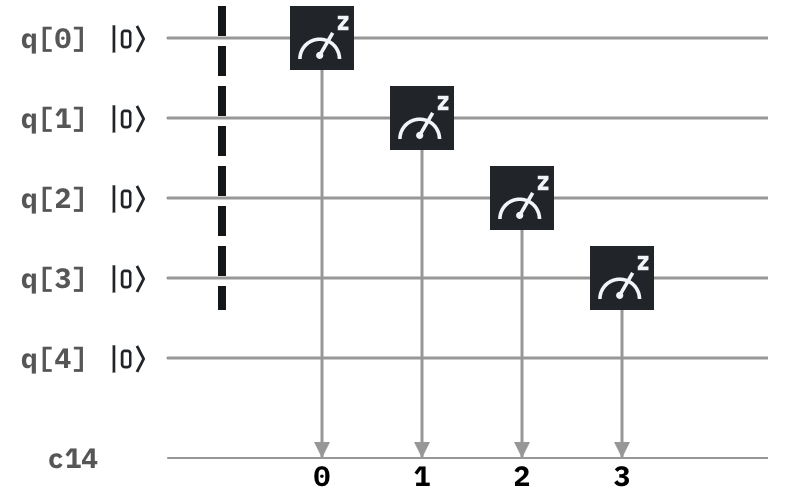 q[0] |0⟩ z
q[1] |0⟩ z
q[2] |0⟩ z
q[3] |0⟩ z
q[4] |0⟩
c14
0 1 2 3